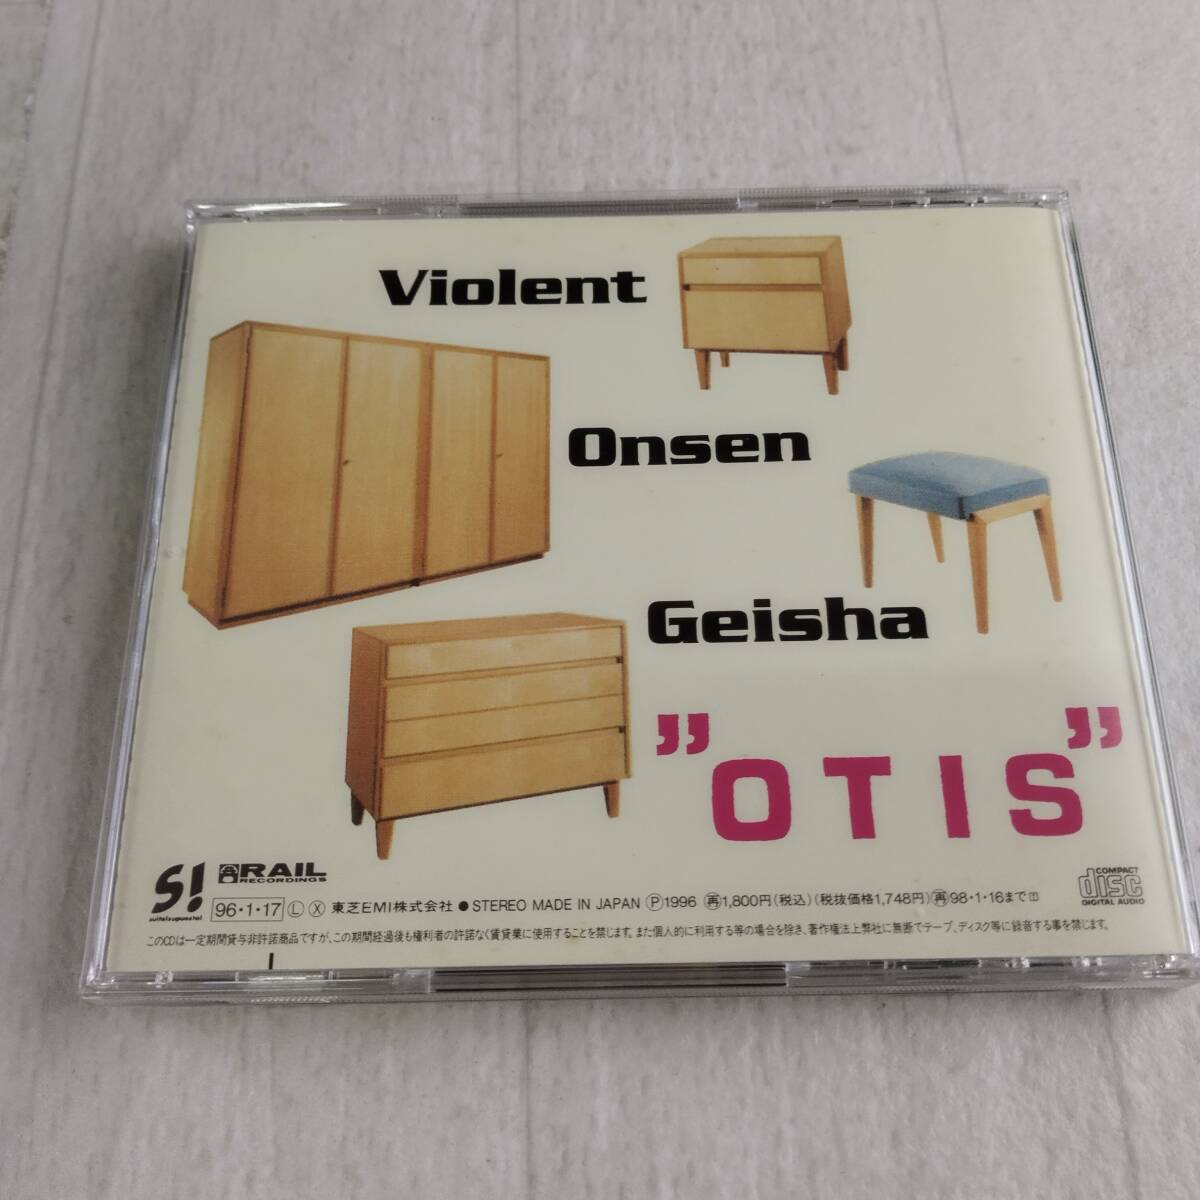 Violent
Onsen
Geisha
”OTIS”
S! RAIL
RECORDINGS
COMPACT
disc
DIGITAL AUDIO
96・1・17 Ⓛ Ⓧ 東芝EMI株式会社 ● STEREO MADE IN JAPAN Ⓟ1996 ㊢1,800円(税込)(税抜価格1,748円)再98・1・16まで
このCDは一定期間貸与非許諾商品ですが、この期間経過後も権利者の許諾なく賃貸業に使用することを禁じます。また個人的に利用する等の場合を除き、著作権法上弊社に無断でテープ、ディスク等に録音する事を禁じます。